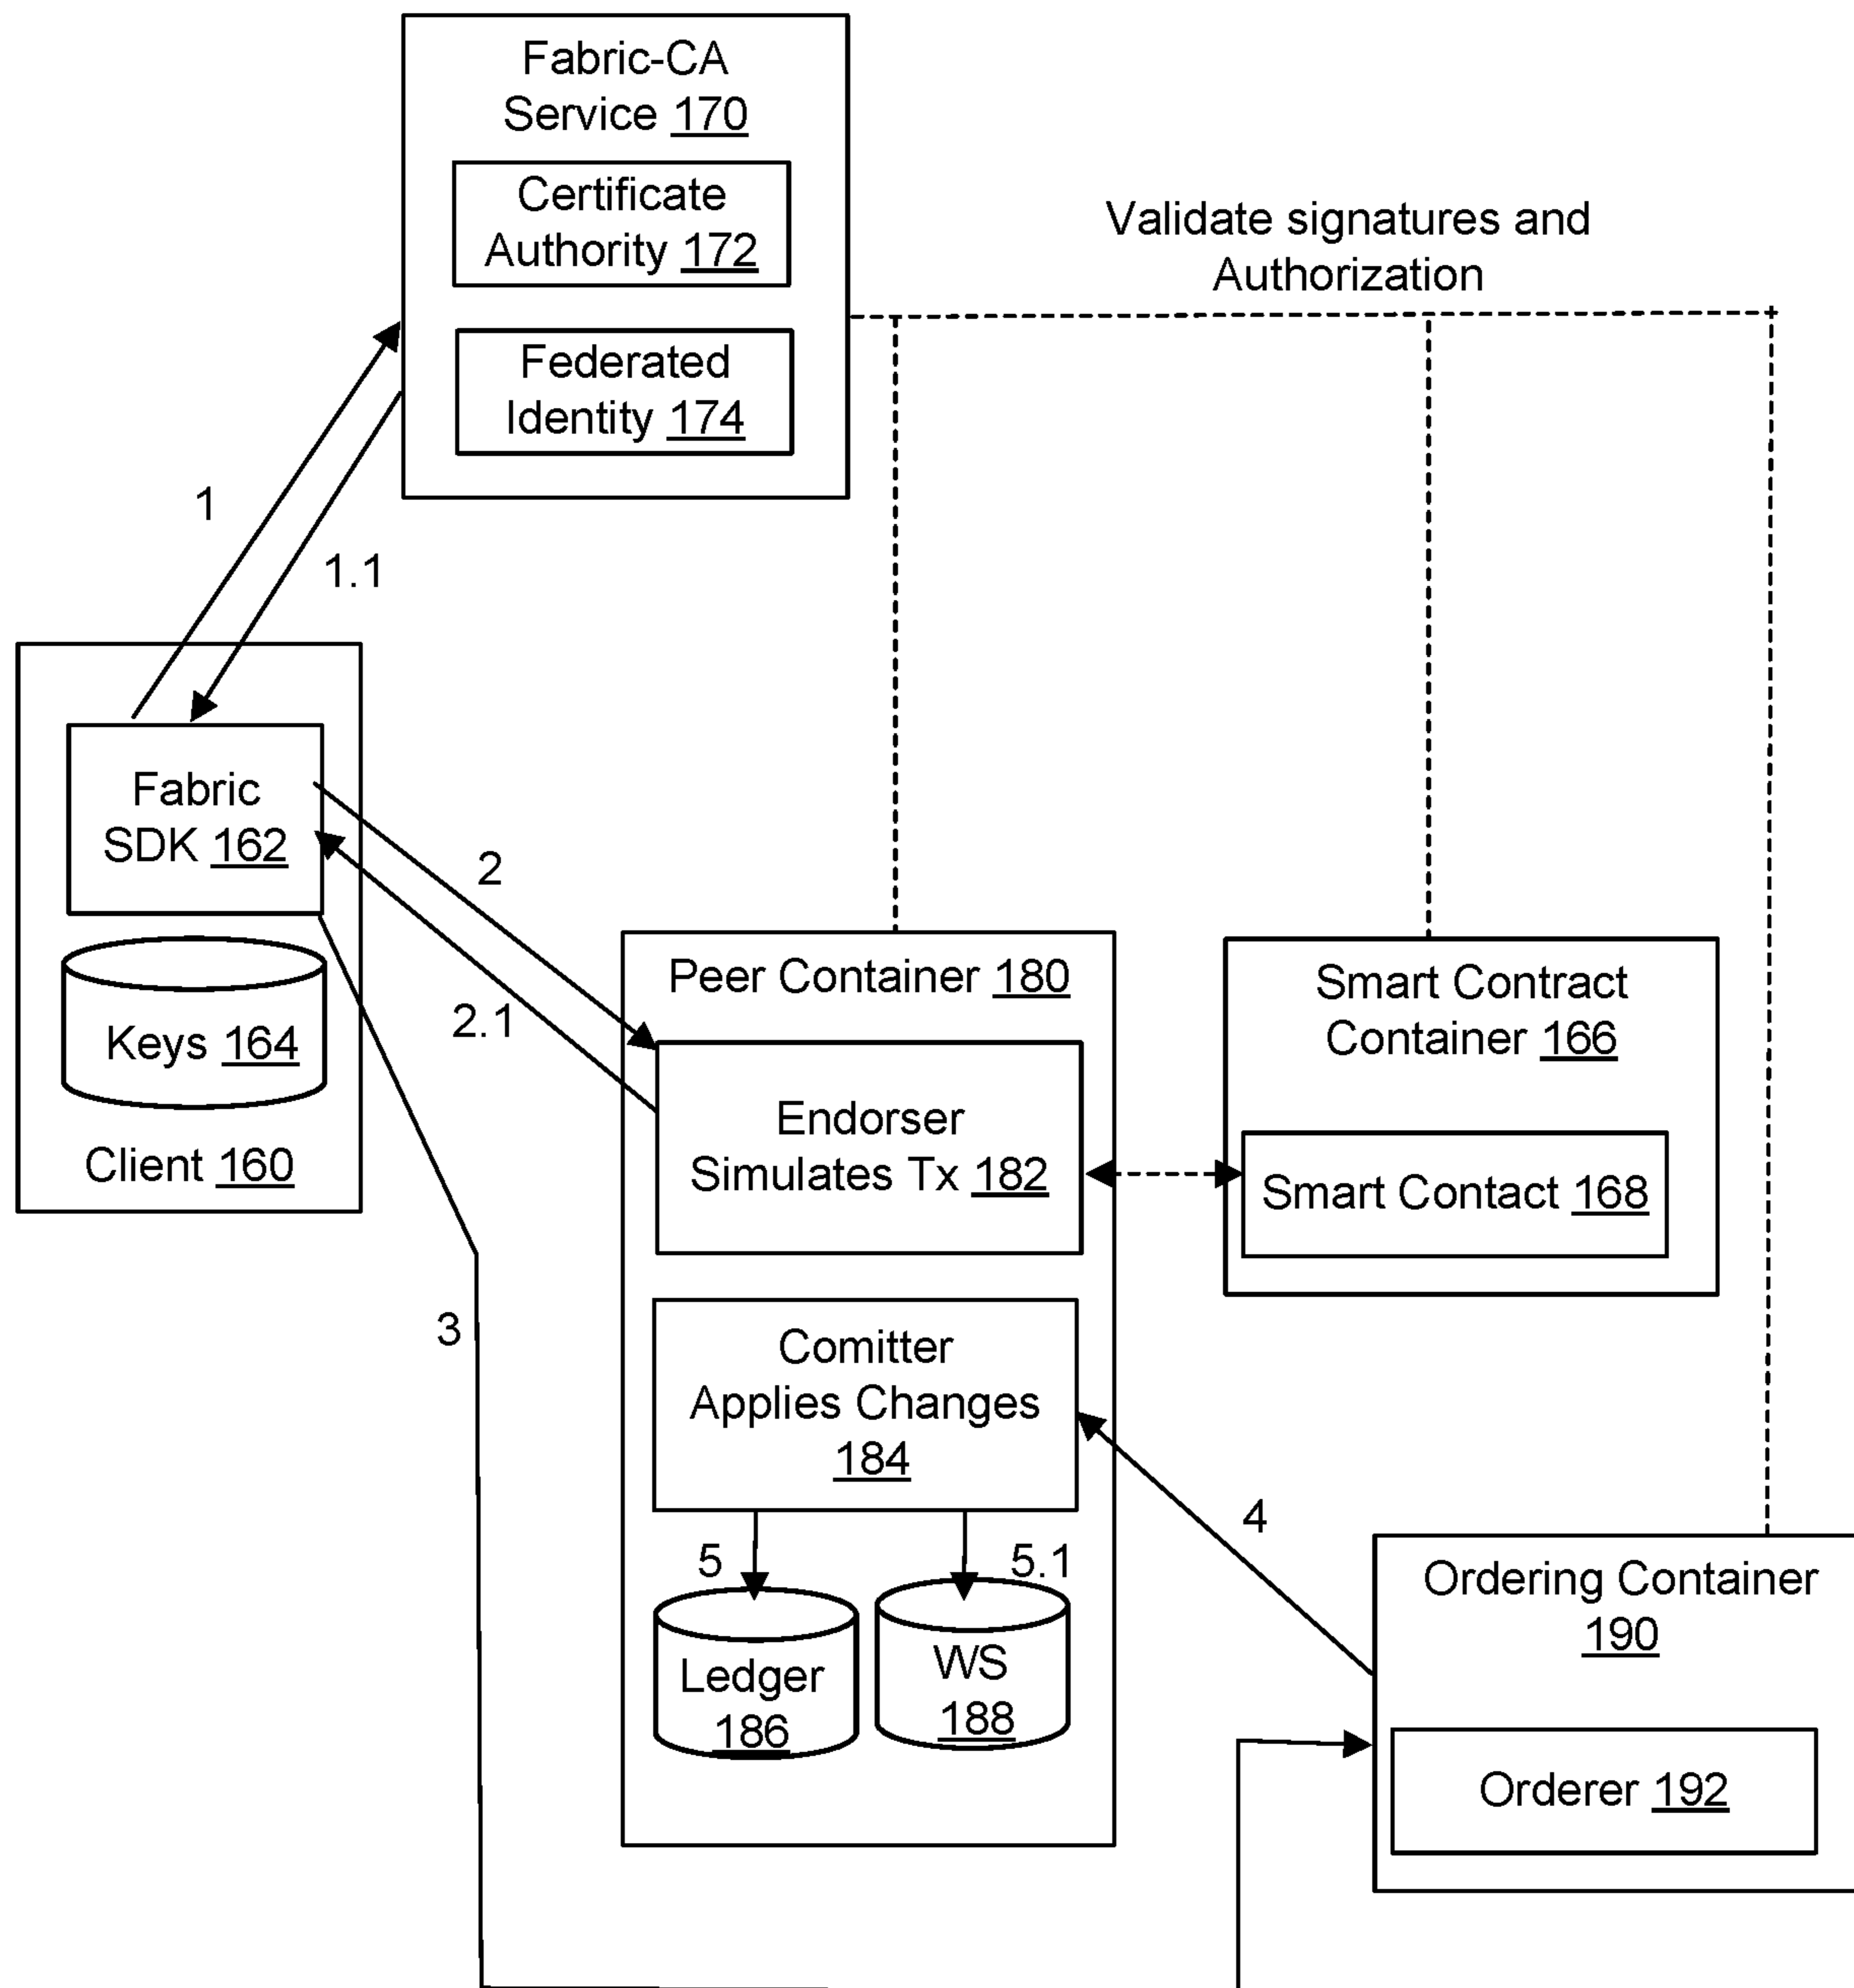 Fabric-CA
Service 170
Certificate
Authority 172
Federated
Identity 174
Validate signatures and
Authorization
1
1.1
Fabric
SDK 162
Keys 164
Client 160
2
2.1
3
Peer Container 180
Endorser
Simulates Tx 182
Comitter
Applies Changes
184
5
5.1
Ledger
186
WS
188
Smart Contract
Container 166
Smart Contact 168
4
Ordering Container
190
Orderer 192